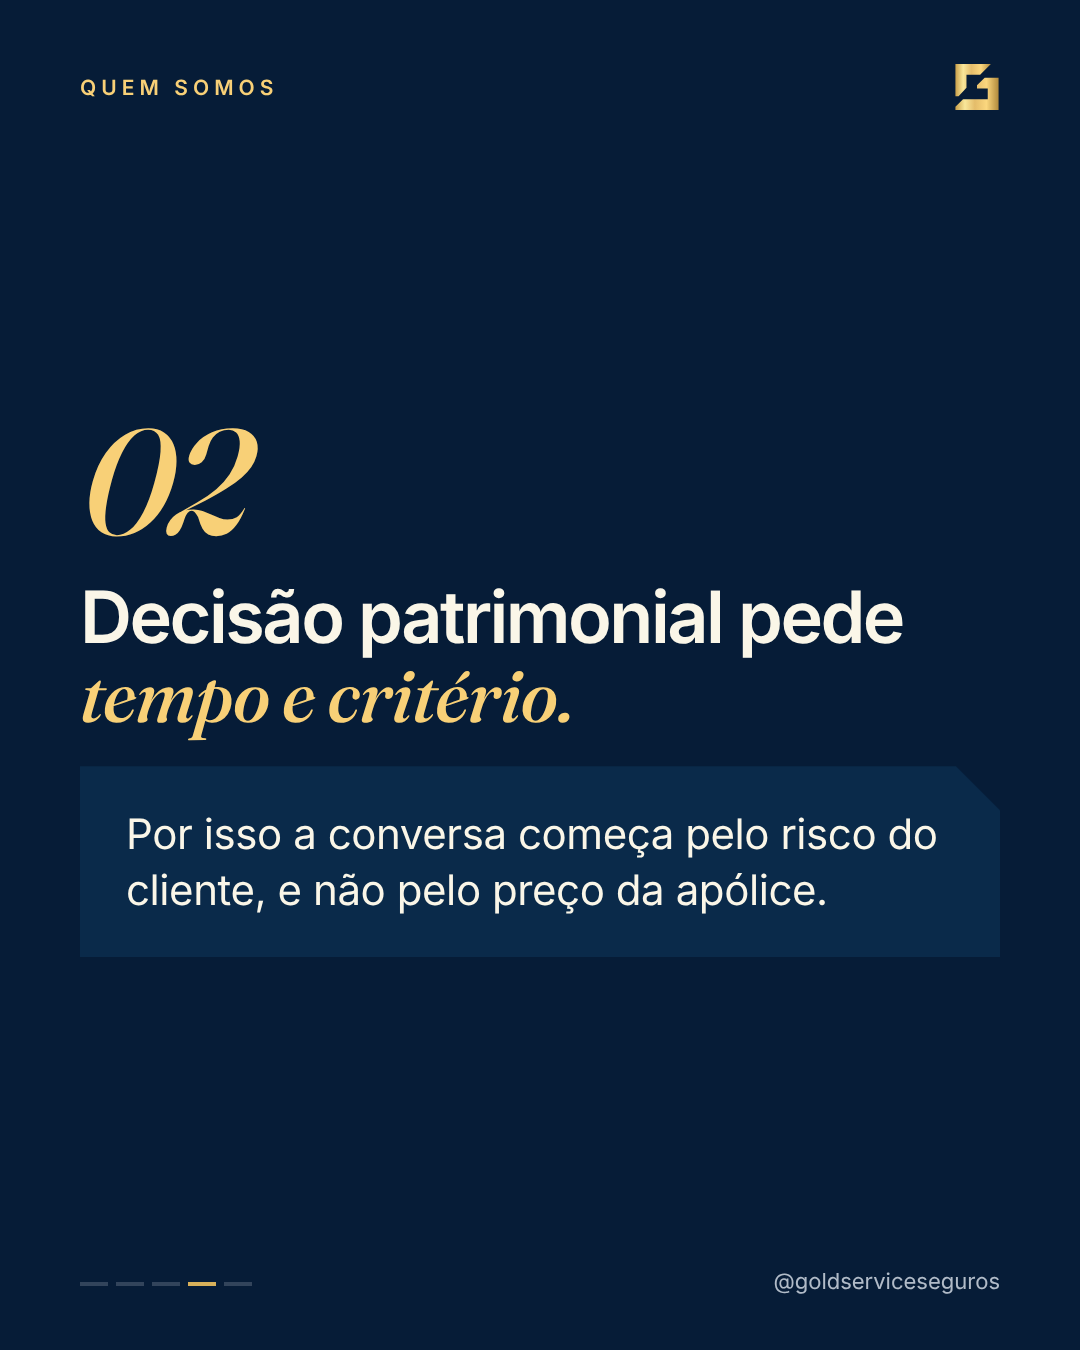 QUEM SOMOS
02
Decisão patrimonial pede
tempo e critério.
Por isso a conversa começa pelo risco do
cliente, e não pelo preço da apólice.
@goldserviceseguros